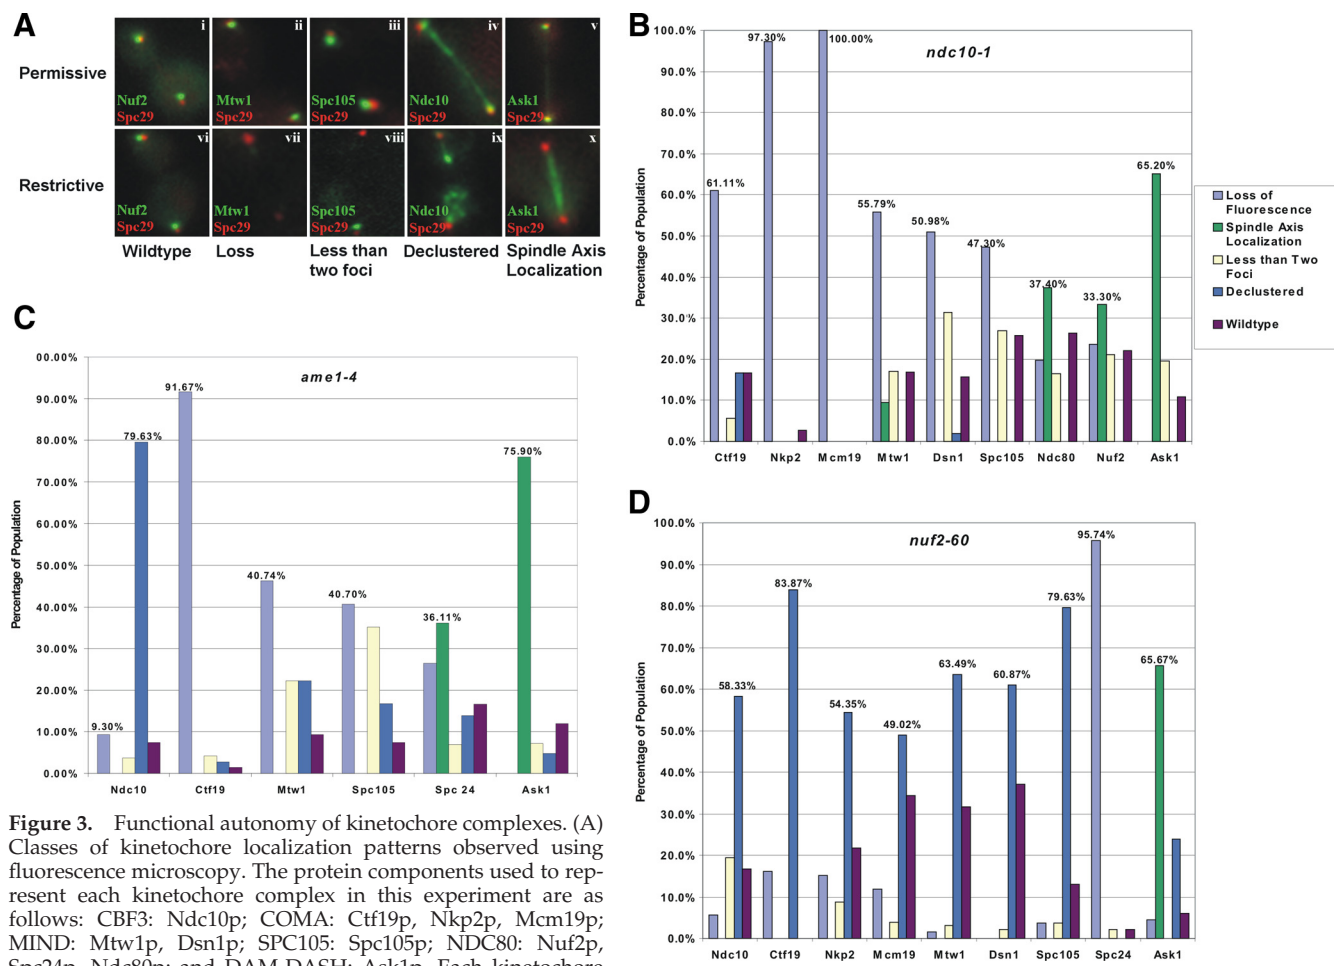 A
Permissive
Restrictive
i
Nuf2
Spc29
ii
Mtw1
Spc29
iii
Spc105
Spc29
iv
Ndc10
Spc29
v
Ask1
Spc29
vi
Nuf2
Spc29
vii
Mtw1
Spc29
viii
Spc105
Spc29
ix
Ndc10
Spc29
x
Ask1
Spc29
Wildtype
Loss
Less than
two foci
Declustered
Spindle Axis
Localization
B
ndc10-1
Percentage of Population
100.0%
90.0%
80.0%
70.0%
60.0%
50.0%
40.0%
30.0%
20.0%
10.0%
0.0%
61.11%
97.30%
100.00%
55.79%
50.98%
47.30%
37.40%
33.30%
65.20%
Ctf19
Nkp2
Mcm19
Mtw1
Dsn1
Spc105
Ndc80
Nuf2
Ask1
Loss of
Fluorescence
Spindle Axis
Localization
Less than Two
Foci
Declustered
Wildtype
C
ame1-4
Percentage of Population
00.00%
90.00%
80.00%
70.00%
60.00%
50.00%
40.00%
30.00%
20.00%
10.00%
0.00%
9.30%
79.63%
91.67%
40.74%
40.70%
36.11%
75.90%
Ndc10
Ctf19
Mtw1
Spc105
Spc 24
Ask1
D
nuf2-60
Percentage of Population
100.0%
90.0%
80.0%
70.0%
60.0%
50.0%
40.0%
30.0%
20.0%
10.0%
0.0%
58.33%
83.87%
54.35%
49.02%
63.49%
60.87%
79.63%
95.74%
65.67%
Ndc10
Ctf19
Nkp2
Mcm19
Mtw1
Dsn1
Spc105
Spc24
Ask1
Figure 3. Functional autonomy of kinetochore complexes. (A)
Classes of kinetochore localization patterns observed using
fluorescence microscopy. The protein components used to rep-
resent each kinetochore complex in this experiment are as
follows: CBF3: Ndc10p; COMA: Ctf19p, Nkp2p, Mcm19p;
MIND: Mtw1p, Dsn1p; SPC105: Spc105p; NDC80: Nuf2p,
Spc24p, Ndc80p; and DAM-DASH: Ask1p. Each kinetochore